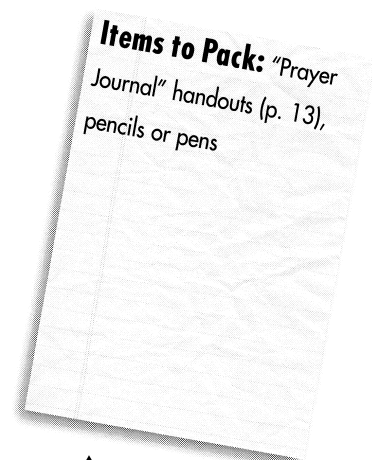 Items to Pack: “Prayer
Journal” handouts (p. 13),
pencils or pens